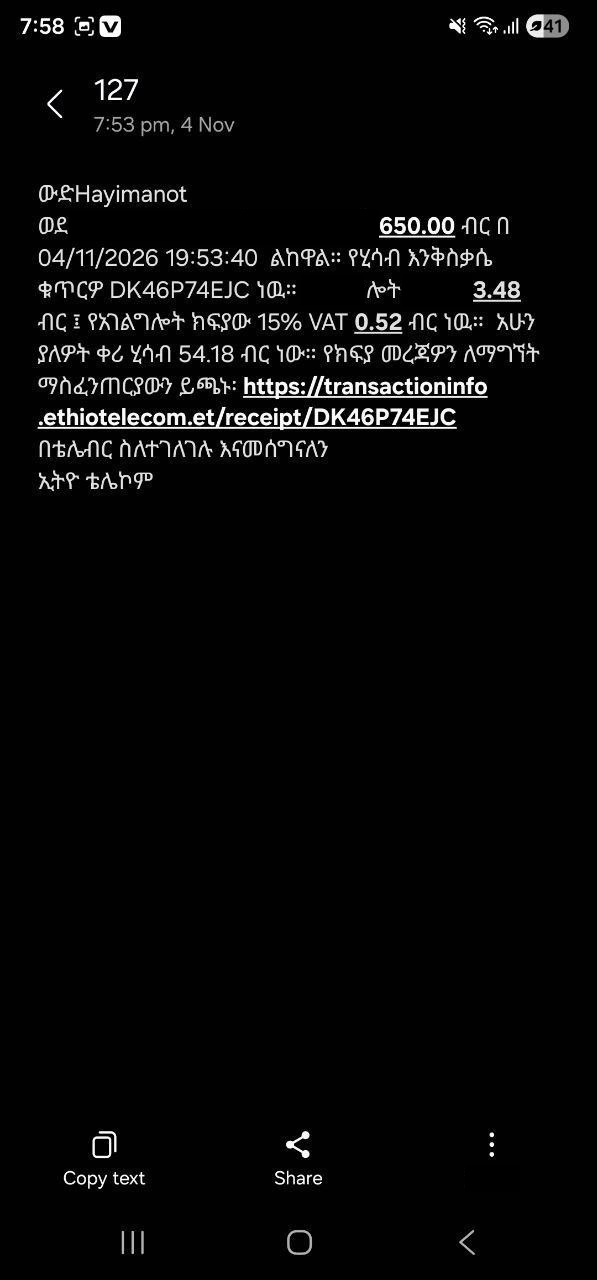 7:58
41
127
7:53 pm, 4 Nov
ውድHayimanot
ወደ 650.00 ብር በ
04/11/2026 19:53:40 ልከዋል። የሂሳብ እንቅስቃሴ
ቁጥርዎ DK46P74EJC ነዉ። ሎት 3.48
ብር ፤ የአገልግሎት ክፍያው 15% VAT 0.52 ብር ነዉ። አሁን
ያለዎት ቀሪ ሂሳብ 54.18 ብር ነው። የክፍያ መረጃዎን ለማግኘት
ማስፈንጠርያውን ይጫኑ፡ https://transactioninfo
.ethiotelecom.et/receipt/DK46P74EJC
በቴሌብር ስለተገለገሉ እናመሰግናለን
ኢትዮ ቴሌኮም
Copy text
Share